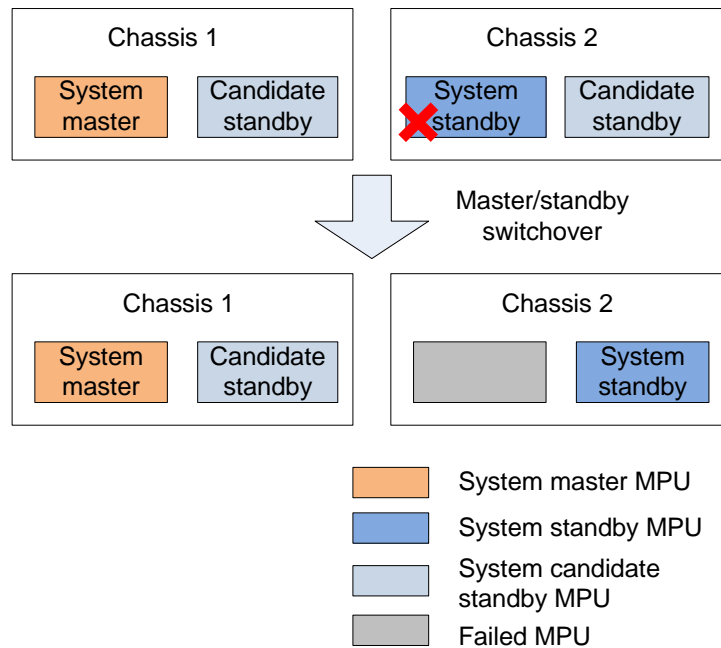 Chassis 1
Chassis 2
System
master
Candidate
standby
System
standby
Candidate
standby
Master/standby
switchover
Chassis 1
Chassis 2
System
master
Candidate
standby
System
standby
System master MPU
System standby MPU
System candidate
standby MPU
Failed MPU